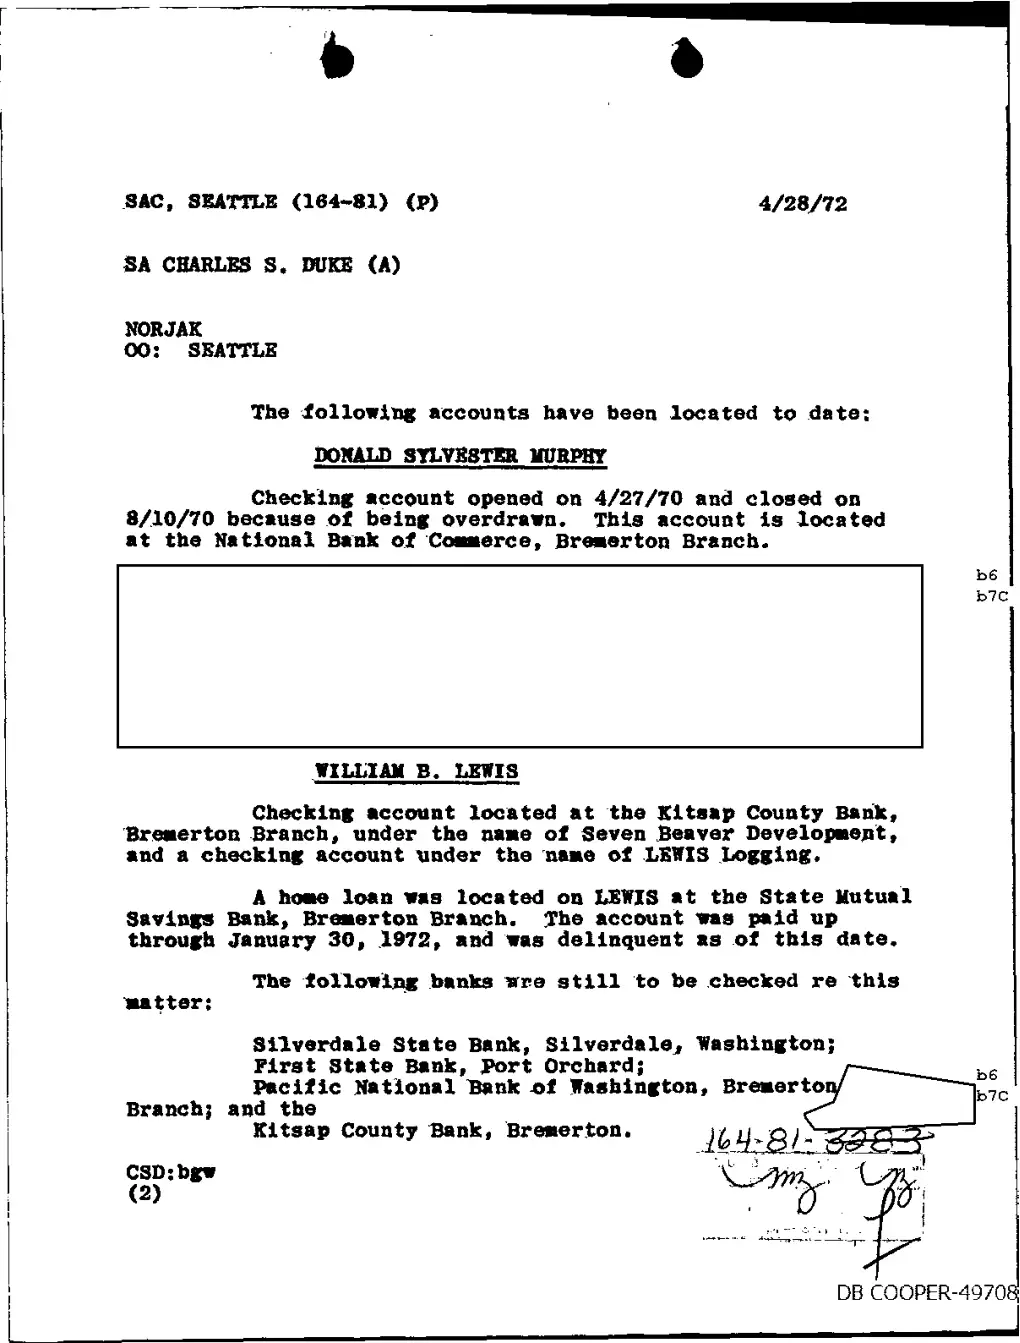 SAC, SEATTLE (164-81) (P) 4/28/72
SA CHARLES S. DUKE (A)
NORJAK
OO: SEATTLE
The following accounts have been located to date:
DONALD SYLVESTER MURPHY
Checking account opened on 4/27/70 and closed on
8/10/70 because of being overdrawn. This account is located
at the National Bank of Commerce, Bremerton Branch.
b6
b7C
WILLIAM B. LEWIS
Checking account located at the Kitsap County Bank,
Bremerton Branch, under the name of Seven Beaver Development,
and a checking account under the name of LEWIS Logging.
A home loan was located on LEWIS at the State Mutual
Savings Bank, Bremerton Branch. The account was paid up
through January 30, 1972, and was delinquent as of this date.
The following banks are still to be checked re this
matter:
Silverdale State Bank, Silverdale, Washington;
First State Bank, Port Orchard;
Pacific National Bank of Washington, Bremerton
Branch; and the
Kitsap County Bank, Bremerton.
b6
b7C
164-81-3283
CSD:bgw
(2)
DB COOPER-49708